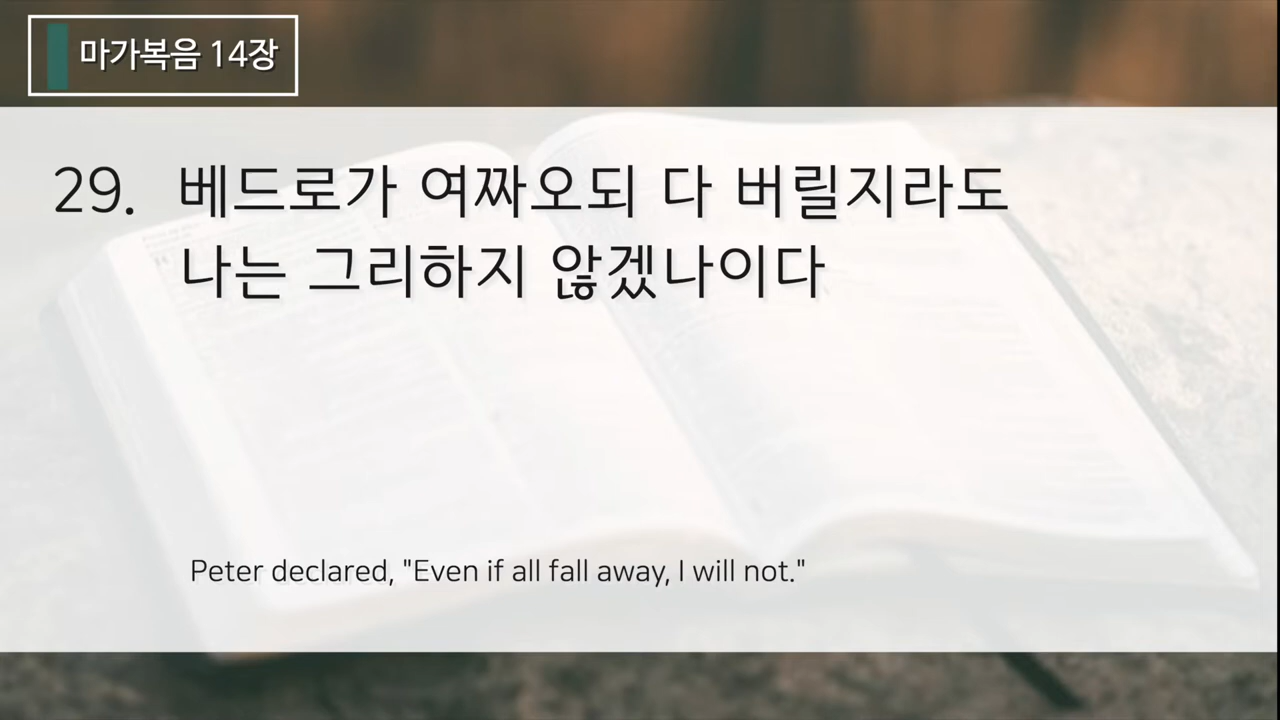 마가복음 14장
29. 베드로가 여짜오되 다 버릴지라도
나는 그리하지 않겠나이다
Peter declared, "Even if all fall away, I will not."